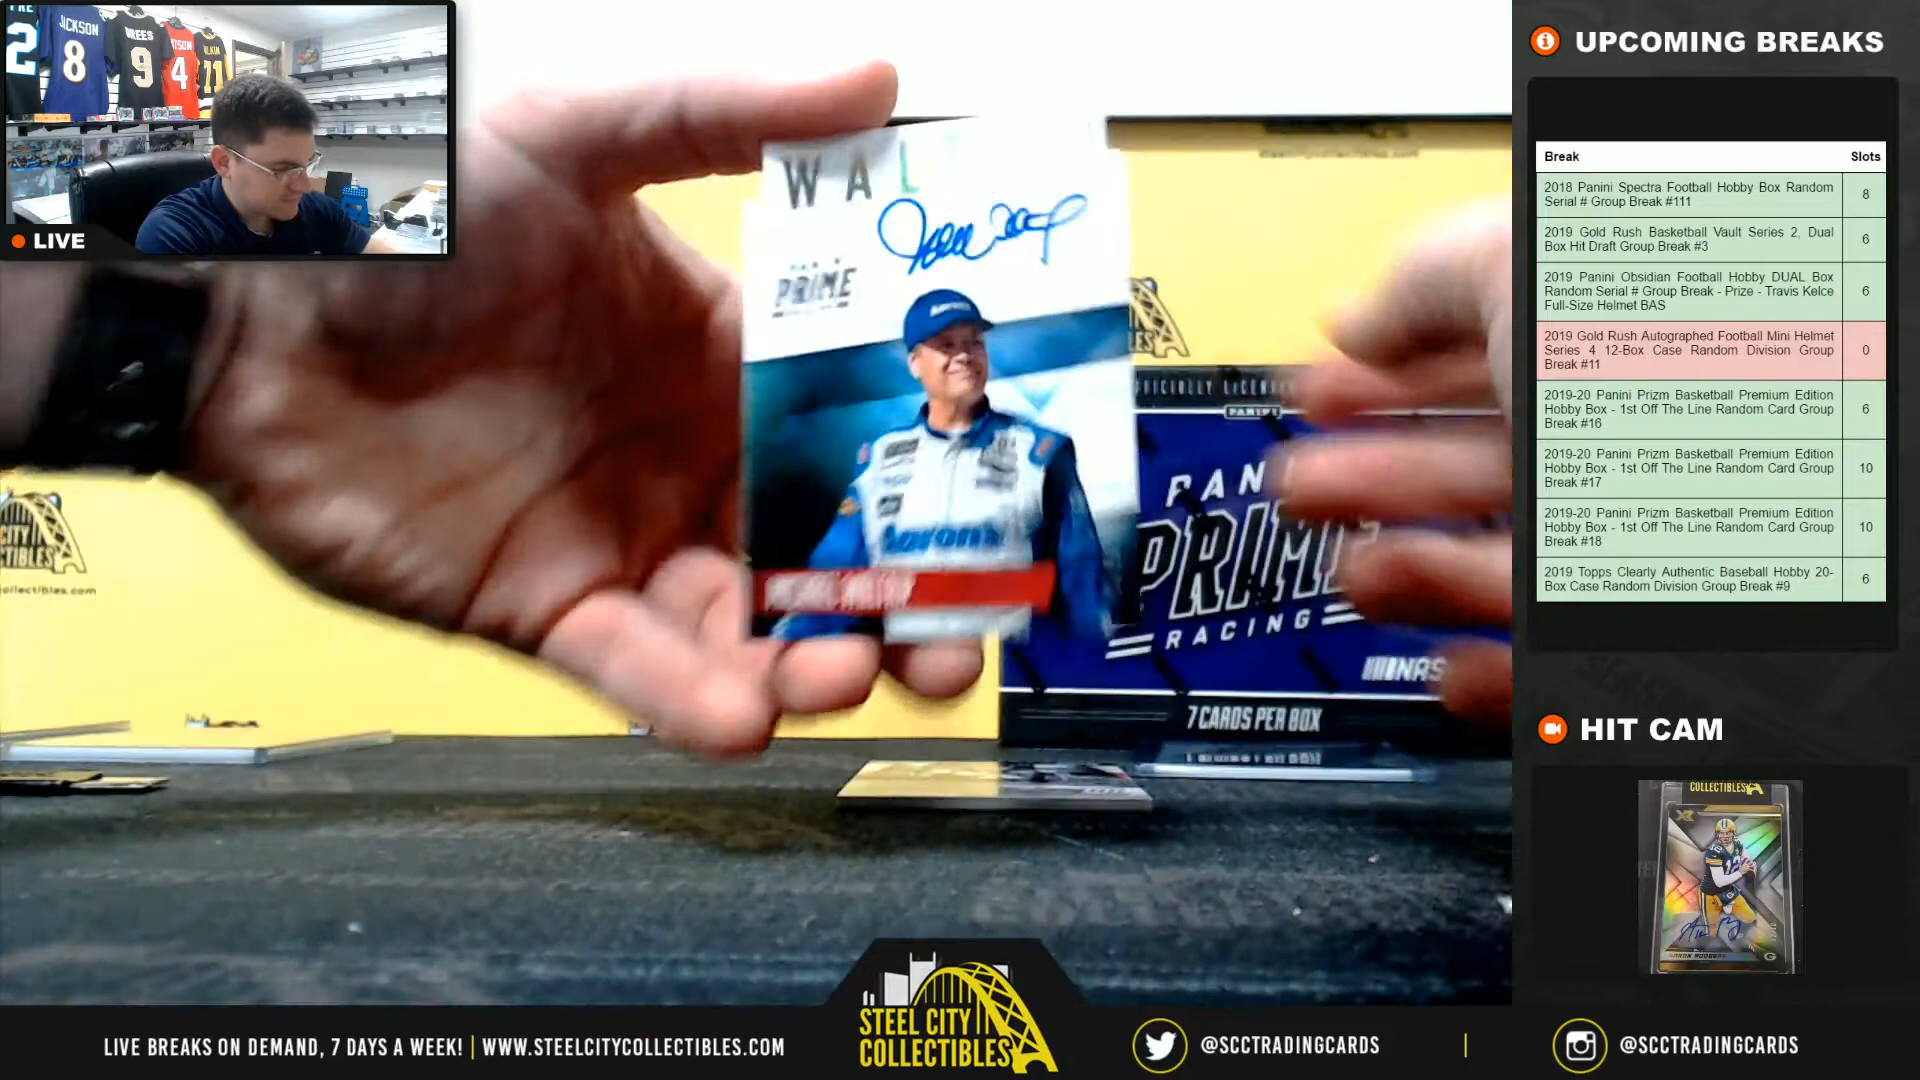 JACKSON
8
BREES
9
4
2
LIVE
WAL
PRIME
Aaron's
PANINI
PRIME
RACING
7 CARDS PER BOX
UPCOMING BREAKS
Break Slots
2018 Panini Spectra Football Hobby Box Random
Serial # Group Break #111
8
2019 Gold Rush Basketball Vault Series 2, Dual
Box Hit Draft Group Break #3
6
2019 Panini Obsidian Football Hobby DUAL Box
Random Serial # Group Break - Prize - Travis Kelce
Full-Size Helmet BAS
6
2019 Gold Rush Autographed Football Mini Helmet
Series 4 12-Box Case Random Division Group
Break #11
0
2019-20 Panini Prizm Basketball Premium Edition
Hobby Box - 1st Off The Line Random Card Group
Break #16
6
2019-20 Panini Prizm Basketball Premium Edition
Hobby Box - 1st Off The Line Random Card Group
Break #17
10
2019-20 Panini Prizm Basketball Premium Edition
Hobby Box - 1st Off The Line Random Card Group
Break #18
10
2019 Topps Clearly Authentic Baseball Hobby 20-
Box Case Random Division Group Break #9
6
HIT CAM
COLLECTIBLES
LIVE BREAKS ON DEMAND, 7 DAYS A WEEK! | WWW.STEELCITYCOLLECTIBLES.COM
STEEL CITY
COLLECTIBLES
@SCCTRADINGCARDS
@SCCTRADINGCARDS